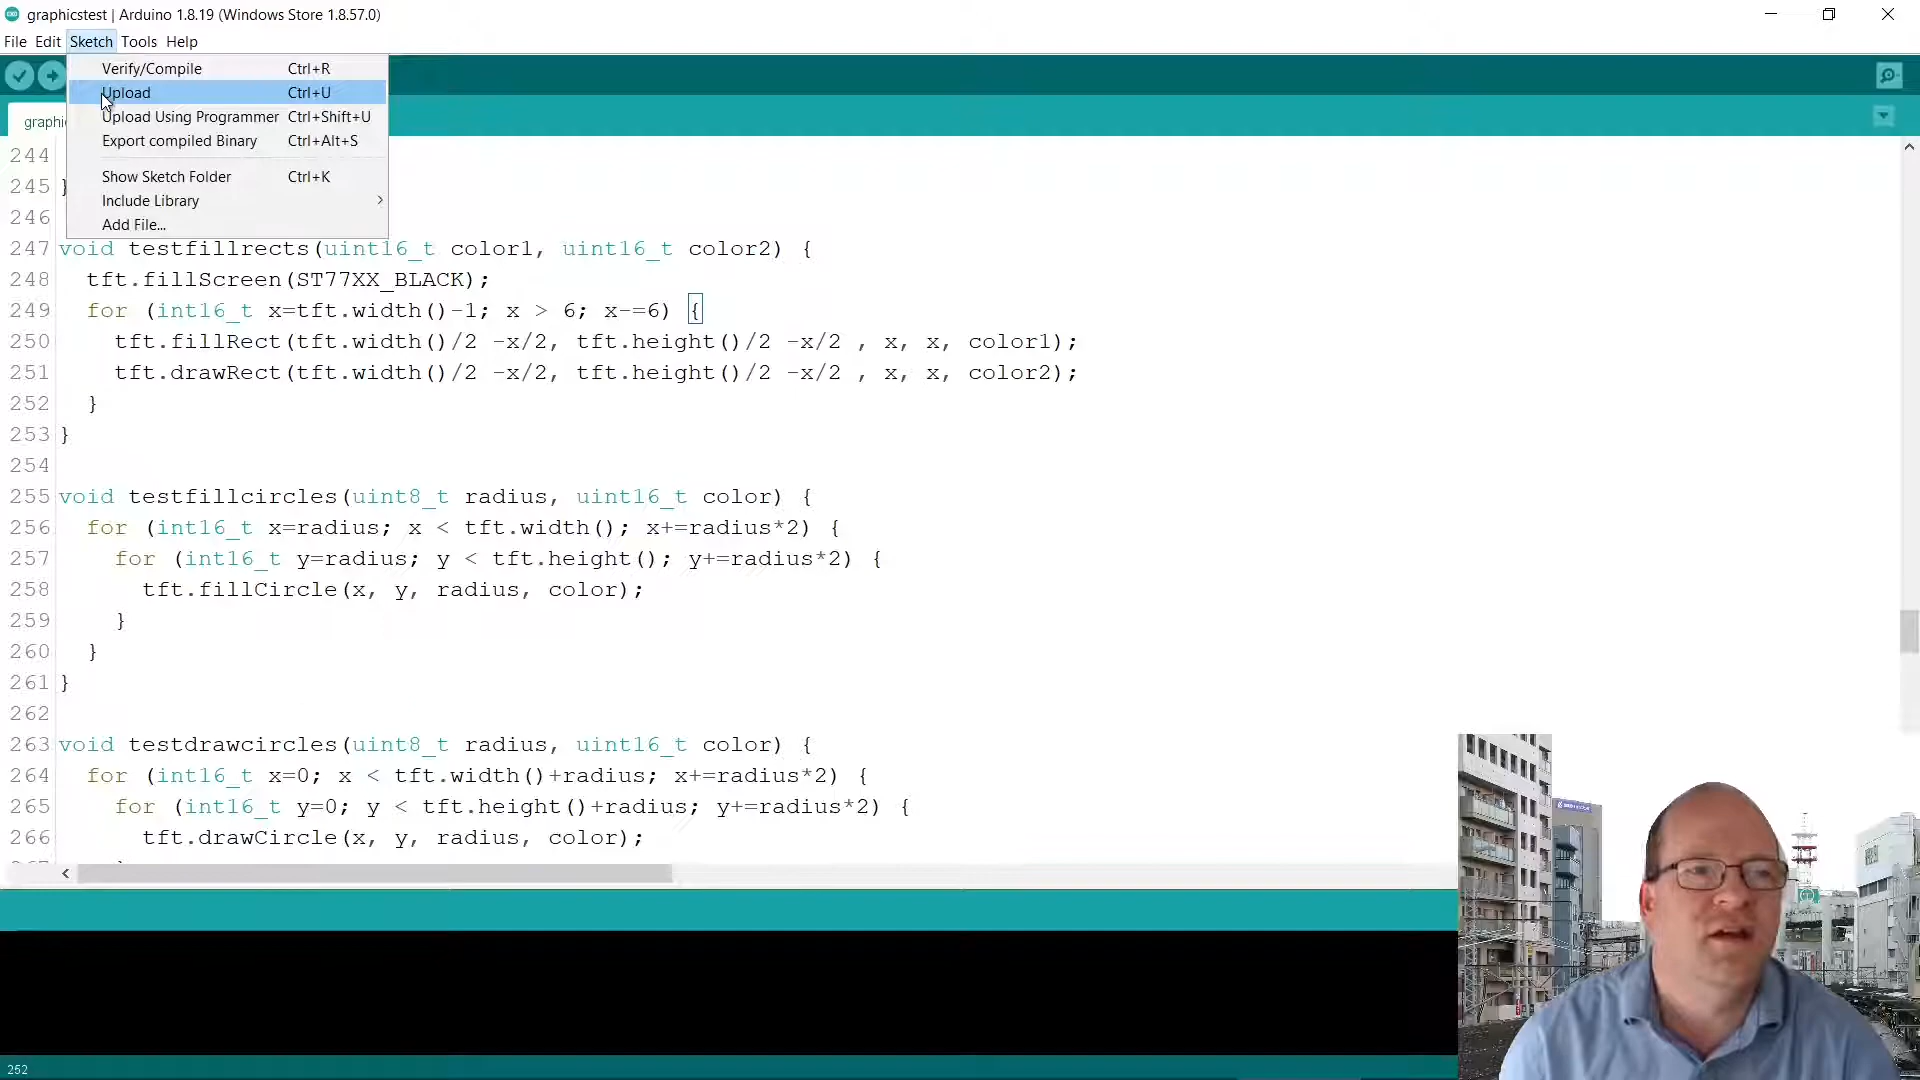 graphicstest | Arduino 1.8.19 (Windows Store 1.8.57.0)
File Edit Sketch Tools Help
Verify/Compile Ctrl+R
Upload Ctrl+U
Upload Using Programmer Ctrl+Shift+U
Export compiled Binary Ctrl+Alt+S
Show Sketch Folder Ctrl+K
Include Library
Add File...
graphic
244
245 }
246
247 void testfillrects(uint16_t color1, uint16_t color2) {
248 tft.fillScreen(ST77XX_BLACK);
249 for (int16_t x=tft.width()-1; x > 6; x-=6) {
250 tft.fillRect(tft.width()/2 -x/2, tft.height()/2 -x/2 , x, x, color1);
251 tft.drawRect(tft.width()/2 -x/2, tft.height()/2 -x/2 , x, x, color2);
252 }
253 }
254
255 void testfillcircles(uint8_t radius, uint16_t color) {
256 for (int16_t x=radius; x < tft.width(); x+=radius*2) {
257 for (int16_t y=radius; y < tft.height(); y+=radius*2) {
258 tft.fillCircle(x, y, radius, color);
259 }
260 }
261 }
262
263 void testdrawcircles(uint8_t radius, uint16_t color) {
264 for (int16_t x=0; x < tft.width()+radius; x+=radius*2) {
265 for (int16_t y=0; y < tft.height()+radius; y+=radius*2) {
266 tft.drawCircle(x, y, radius, color);
252